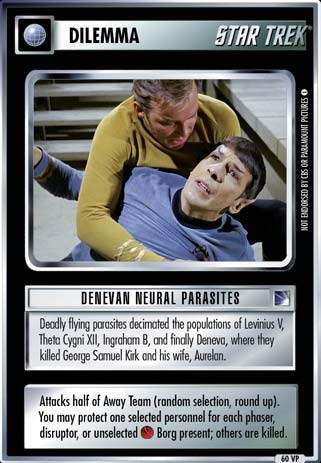 DILEMMA
STAR TREK
NOT ENDORSED BY CBS OR PARAMOUNT PICTURES
DENEVAN NEURAL PARASITES
Deadly flying parasites decimated the populations of Levinius V,
Theta Cygni XII, Ingraham B, and finally Deneva, where they
killed George Samuel Kirk and his wife, Aurelan.
Attacks half of Away Team (random selection, round up).
You may protect one selected personnel for each phaser,
disruptor, or unselected Borg present; others are killed.
60 VP